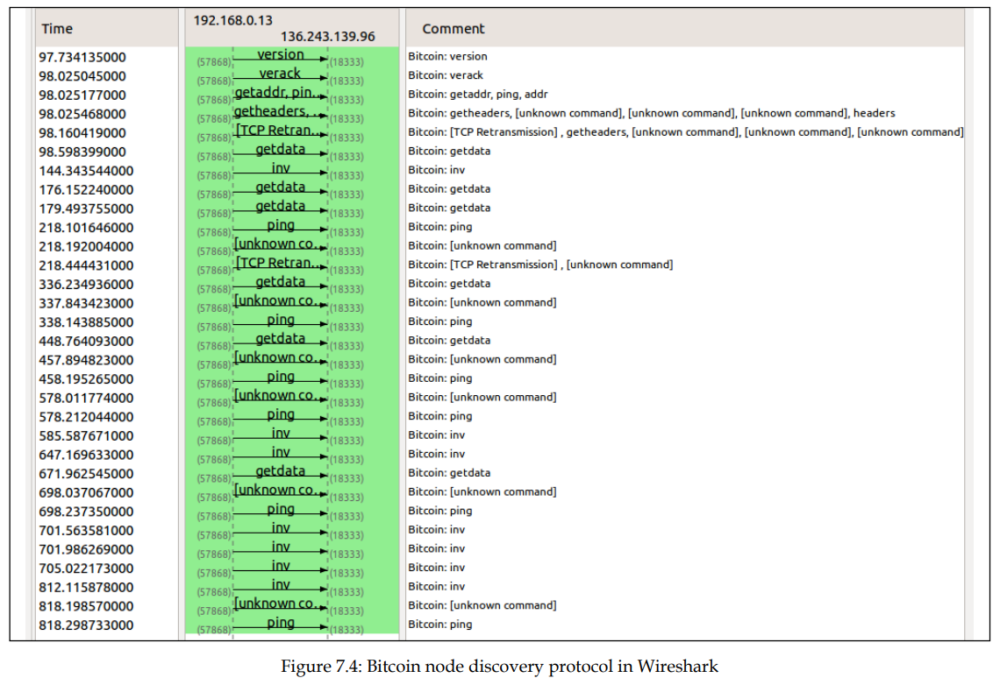 Time 192.168.0.13 136.243.139.96 Comment
97.734135000 (57868) version (18333) Bitcoin: version
98.025045000 (57868) verack (18333) Bitcoin: verack
98.025177000 (57868) getaddr, pin... (18333) Bitcoin: getaddr, ping, addr
98.025468000 (57868) getheaders, ... (18333) Bitcoin: getheaders, [unknown command], [unknown command], [unknown command], headers
98.160419000 (57868) [TCP Retran... (18333) Bitcoin: [TCP Retransmission] , getheaders, [unknown command], [unknown command], [unknown command]
98.598399000 (57868) getdata (18333) Bitcoin: getdata
144.343544000 (57868) inv (18333) Bitcoin: inv
176.152240000 (57868) getdata (18333) Bitcoin: getdata
179.493755000 (57868) getdata (18333) Bitcoin: getdata
218.101646000 (57868) ping (18333) Bitcoin: ping
218.192004000 (57868) [unknown co... (18333) Bitcoin: [unknown command]
218.444431000 (57868) [TCP Retran... (18333) Bitcoin: [TCP Retransmission] , [unknown command]
336.234936000 (57868) getdata (18333) Bitcoin: getdata
337.843423000 (57868) [unknown co... (18333) Bitcoin: [unknown command]
338.143885000 (57868) ping (18333) Bitcoin: ping
448.764093000 (57868) getdata (18333) Bitcoin: getdata
457.894823000 (57868) [unknown co... (18333) Bitcoin: [unknown command]
458.195265000 (57868) ping (18333) Bitcoin: ping
578.011774000 (57868) [unknown co... (18333) Bitcoin: [unknown command]
578.212044000 (57868) ping (18333) Bitcoin: ping
585.587671000 (57868) inv (18333) Bitcoin: inv
647.169633000 (57868) inv (18333) Bitcoin: inv
671.962545000 (57868) getdata (18333) Bitcoin: getdata
698.037067000 (57868) [unknown co... (18333) Bitcoin: [unknown command]
698.237350000 (57868) ping (18333) Bitcoin: ping
701.563581000 (57868) inv (18333) Bitcoin: inv
701.986269000 (57868) inv (18333) Bitcoin: inv
705.022173000 (57868) inv (18333) Bitcoin: inv
812.115878000 (57868) inv (18333) Bitcoin: inv
818.198570000 (57868) [unknown co... (18333) Bitcoin: [unknown command]
818.298733000 (57868) ping (18333) Bitcoin: ping
Figure 7.4: Bitcoin node discovery protocol in Wireshark